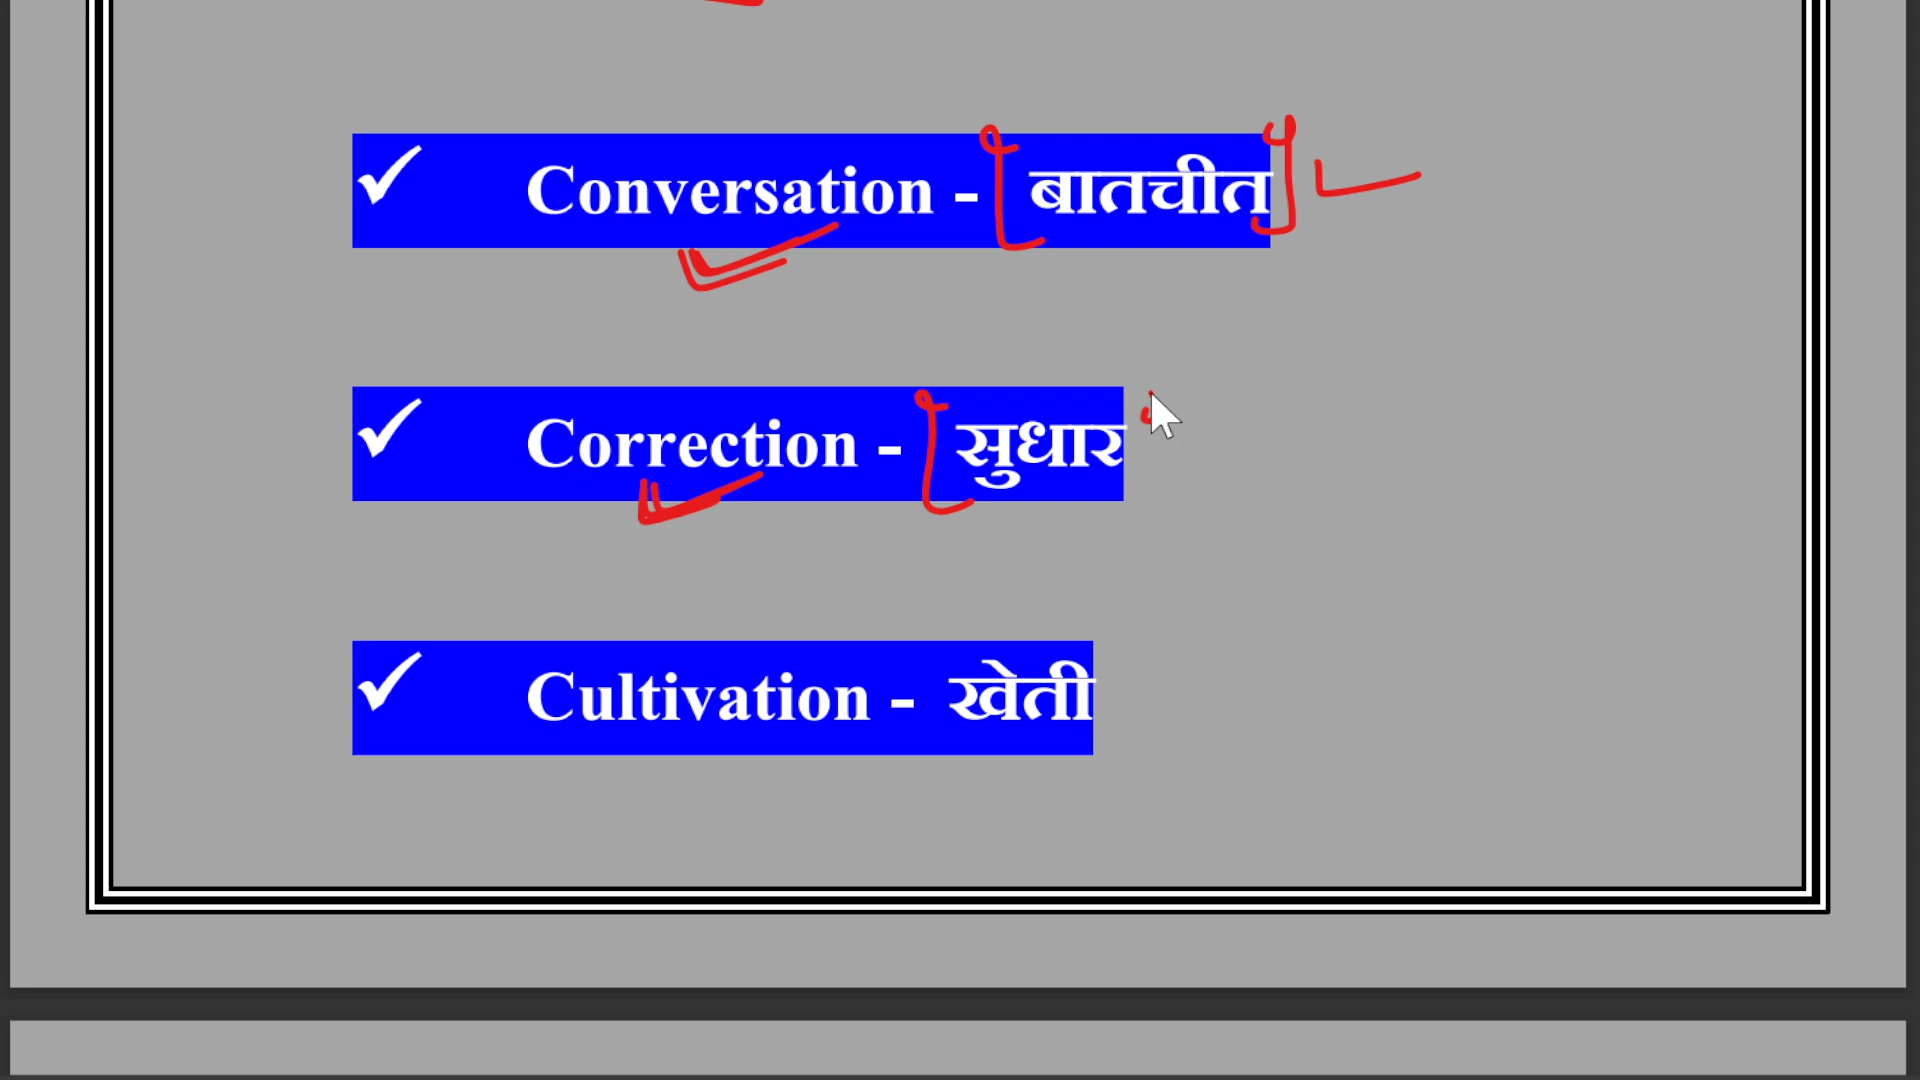 ✓ Conversation - बातचीत
✓ Correction - सुधार
✓ Cultivation - खेती